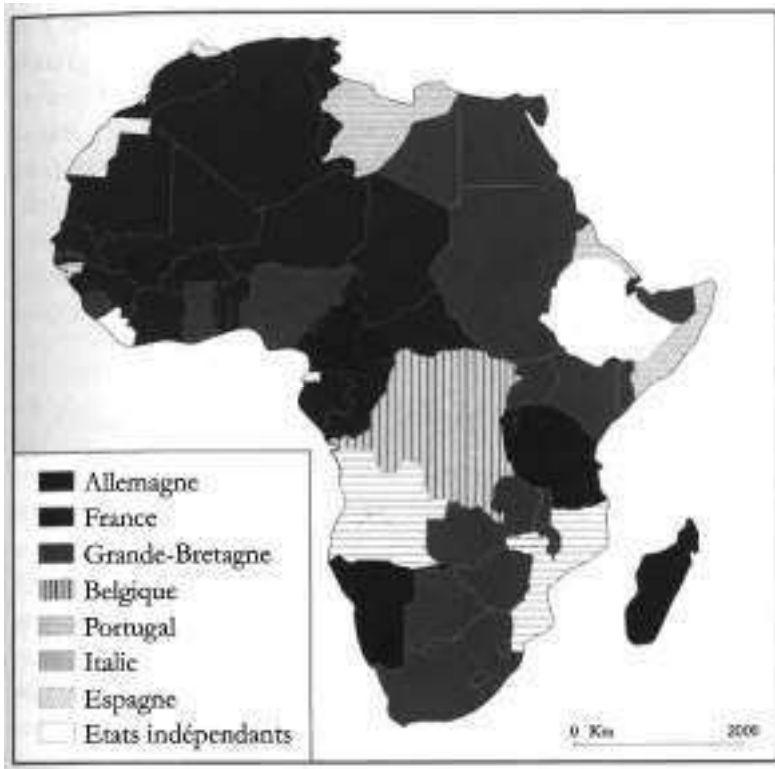 Allemagne
France
Grande-Bretagne
Belgique
Portugal
Italie
Espagne
Etats indépendants
0 Km 2000